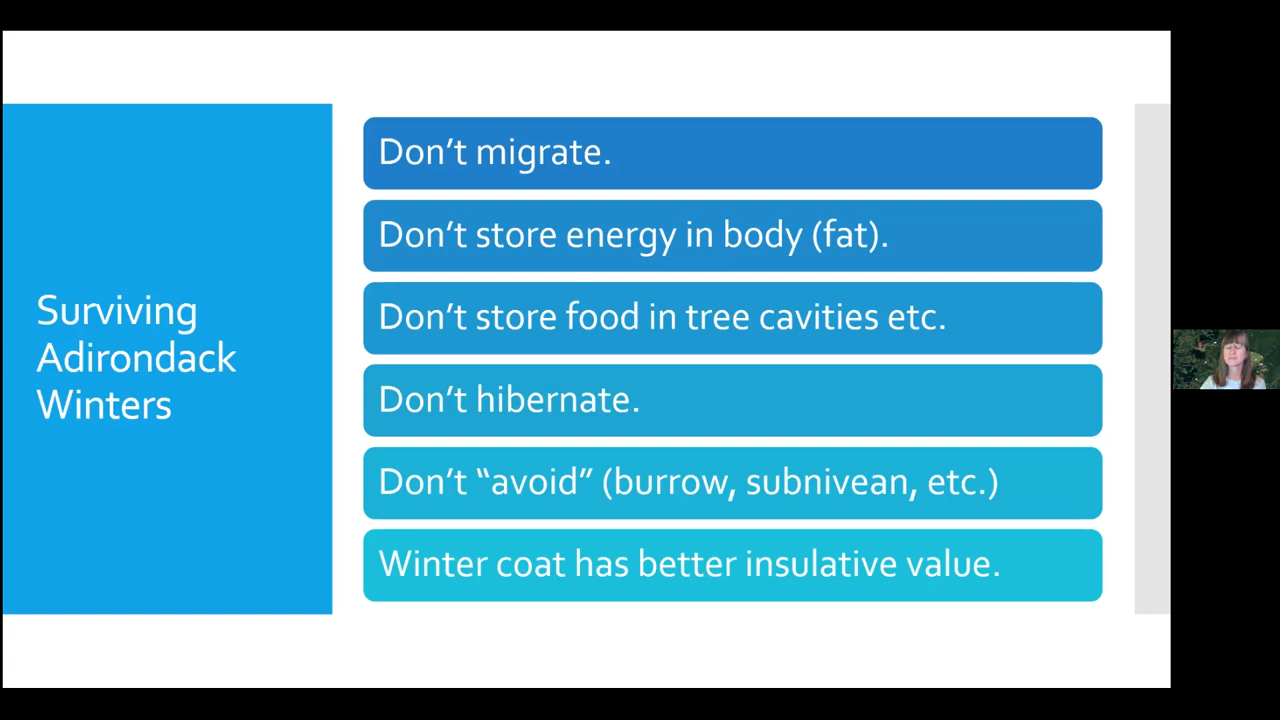 Surviving
Adirondack
Winters
Don’t migrate.
Don’t store energy in body (fat).
Don’t store food in tree cavities etc.
Don’t hibernate.
Don’t “avoid” (burrow, subnivean, etc.)
Winter coat has better insulative value.